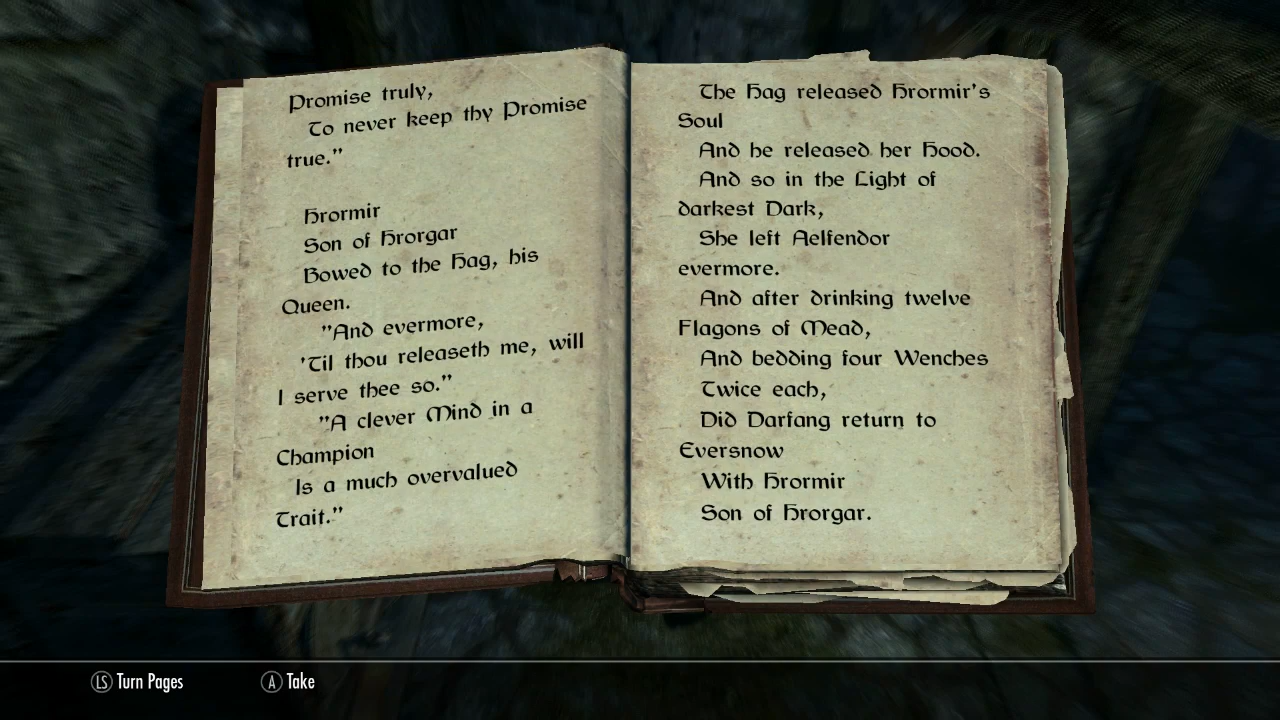 Promise truly,
To never keep thy Promise
true."
Hrormir
Son of Hrorgar
Bowed to the Hag, his
Queen.
"And evermore,
'Til thou releaseth me, will
I serve thee so."
"A clever Mind in a
Champion
Is a much overvalued
Trait."
The Hag released Hrormir's
Soul
And he released her Hood.
And so in the Light of
darkest Dark,
She left Aelfendor
evermore.
And after drinking twelve
Flagons of Mead,
And bedding four Wenches
Twice each,
Did Darfang return to
Eversnow
With Hrormir
Son of Hrorgar.
LS Turn Pages
A Take